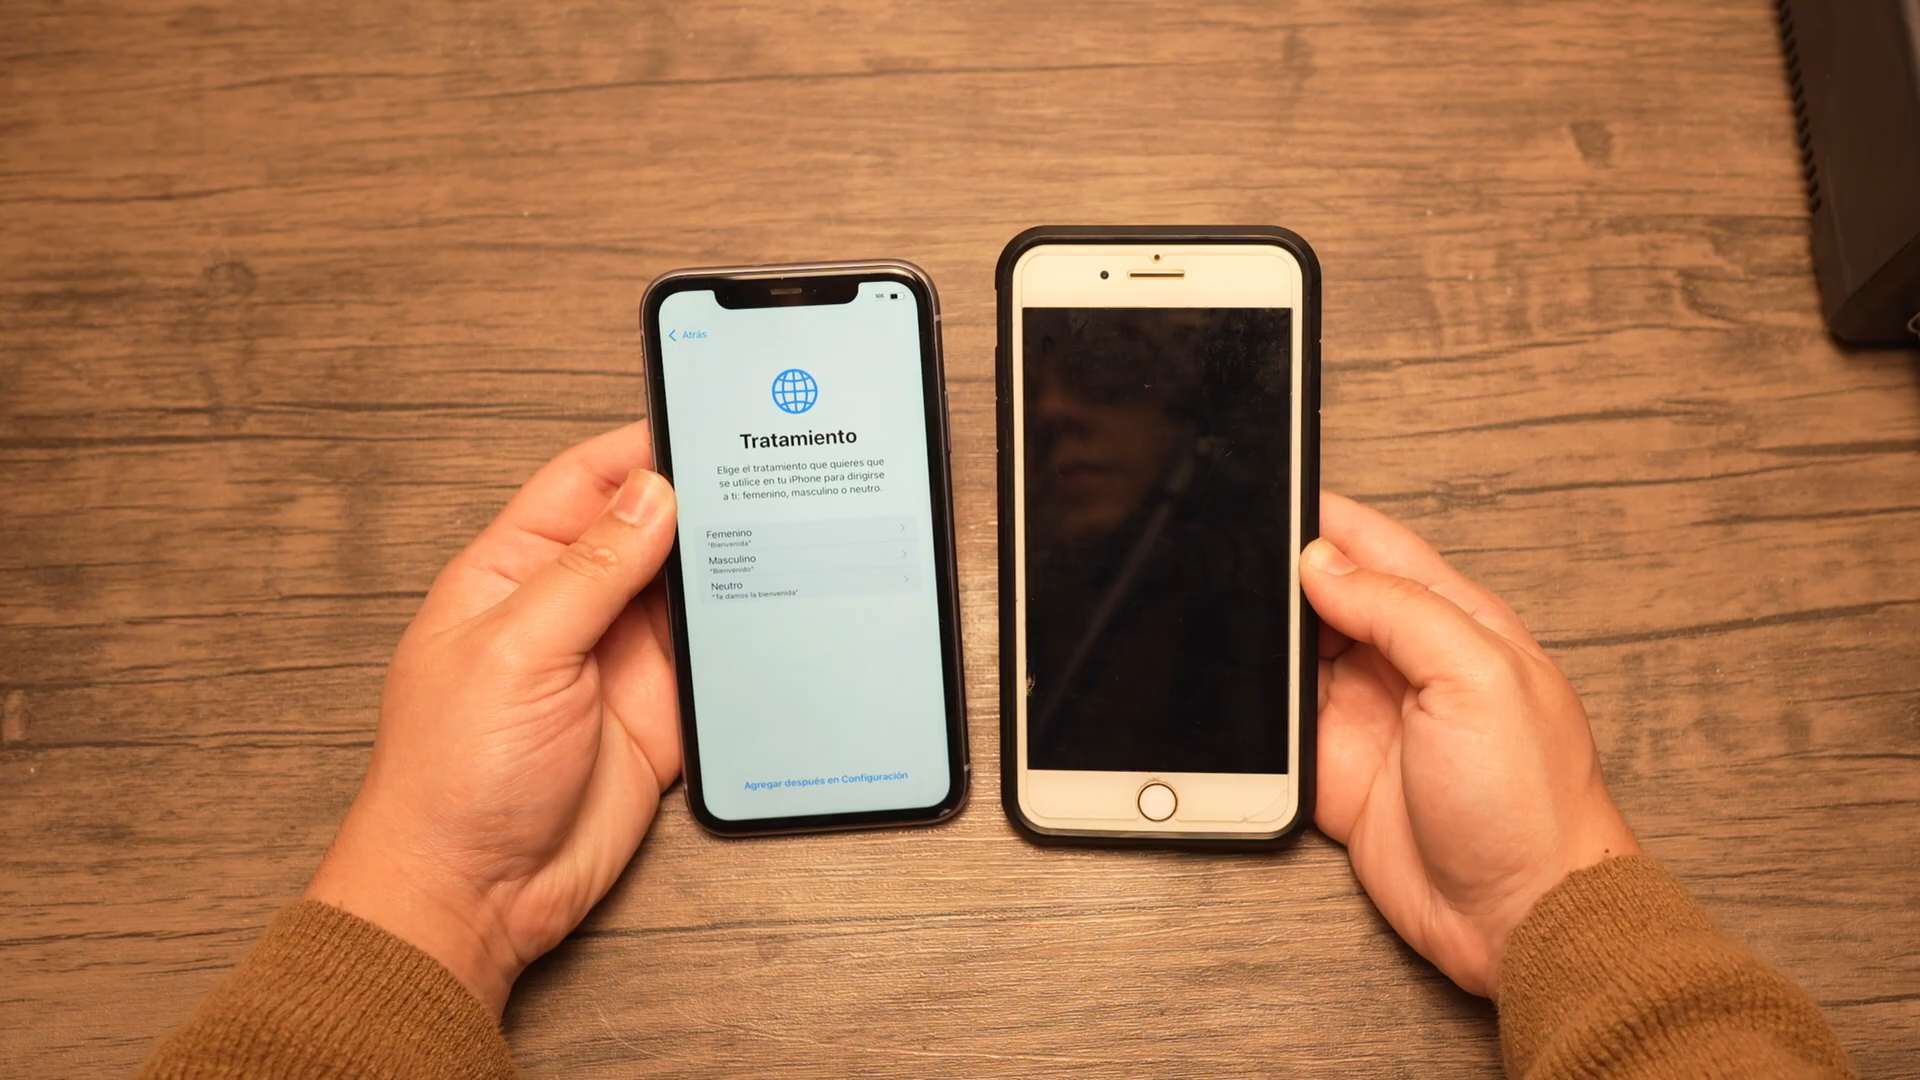 SOS
Atrás
Tratamiento
Elige el tratamiento que quieres que
se utilice en tu iPhone para dirigirse
a ti: femenino, masculino o neutro.
Femenino
"Bienvenida"
Masculino
"Bienvenido"
Neutro
"Te damos la bienvenida"
Agregar después en Configuración